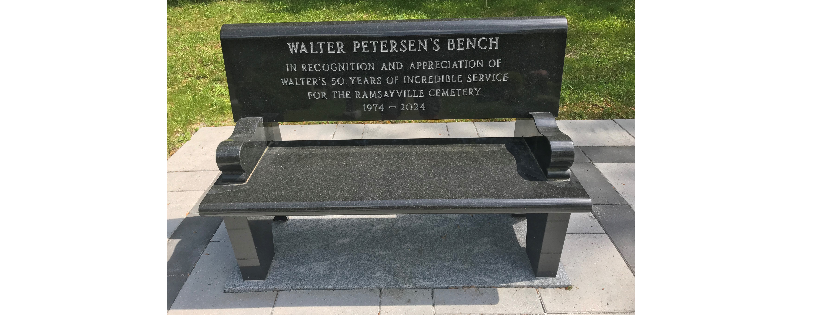 WALTER PETERSEN'S BENCH
IN RECOGNITION AND APPRECIATION OF
WALTER'S 50 YEARS OF INCREDIBLE SERVICE
FOR THE RAMSAYVILLE CEMETERY
1974 – 2024